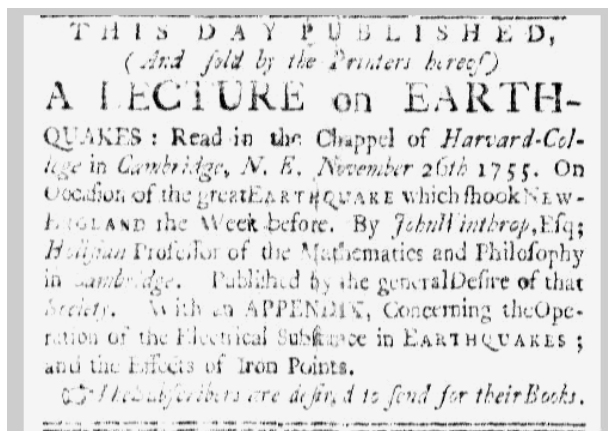 THIS DAY PUBLISHED,
(And ſold by the Printers hereof)
A LECTURE on EARTH-
QUAKES: Read in the Chappel of Harvard-Col-
lege in Cambridge, N. E. November 26th 1755. On
Occaſion of the great EARTHQUAKE which ſhook NEW-
ENGLAND the Week before. By John Winthrop, Eſq;
Hollſian Profeſſor of the Mathematics and Philoſophy
in Cambridge. Publiſhed by the general Deſire of that
Society. With an APPENDIX, Concerning the Ope-
ration of the Electrical Subſtance in EARTHQUAKES;
and the Effects of Iron Points.
☞ The Subſcribers are deſir,d to ſend for their Books.